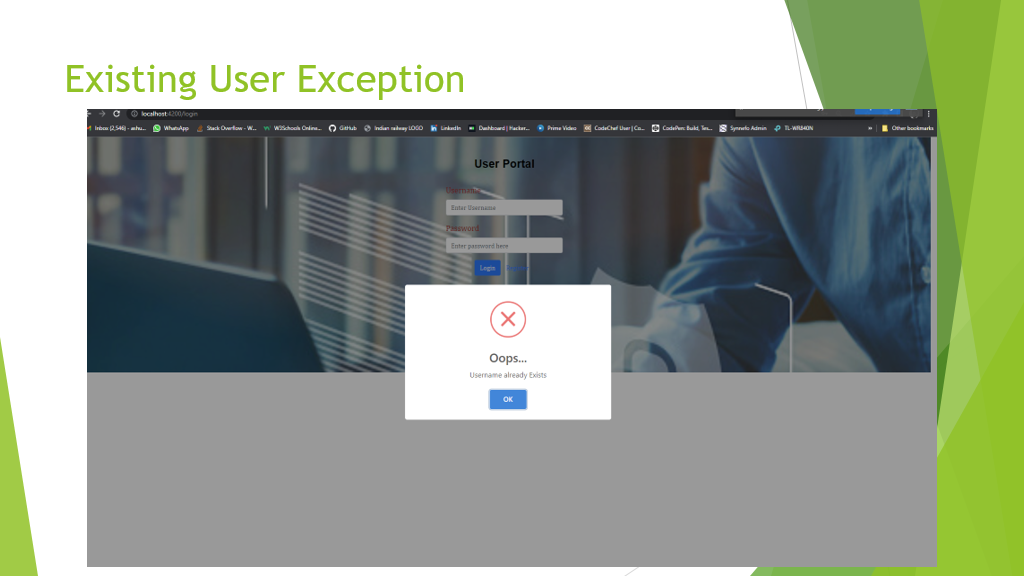 Existing User Exception
localhost:4200/login
Inbox (2,546) - ashu...
WhatsApp
Stack Overflow - W...
W3Schools Online...
GitHub
Indian railway LOGO
LinkedIn
Dashboard | Hacker...
Prime Video
CodeChef User | Co...
CodePen: Build, Tes...
Synnefo Admin
TL-WR840N
»
Other bookmarks
User Portal
Username
Enter Username
Password
Enter password here
Login
Oops...
Username already Exists
OK